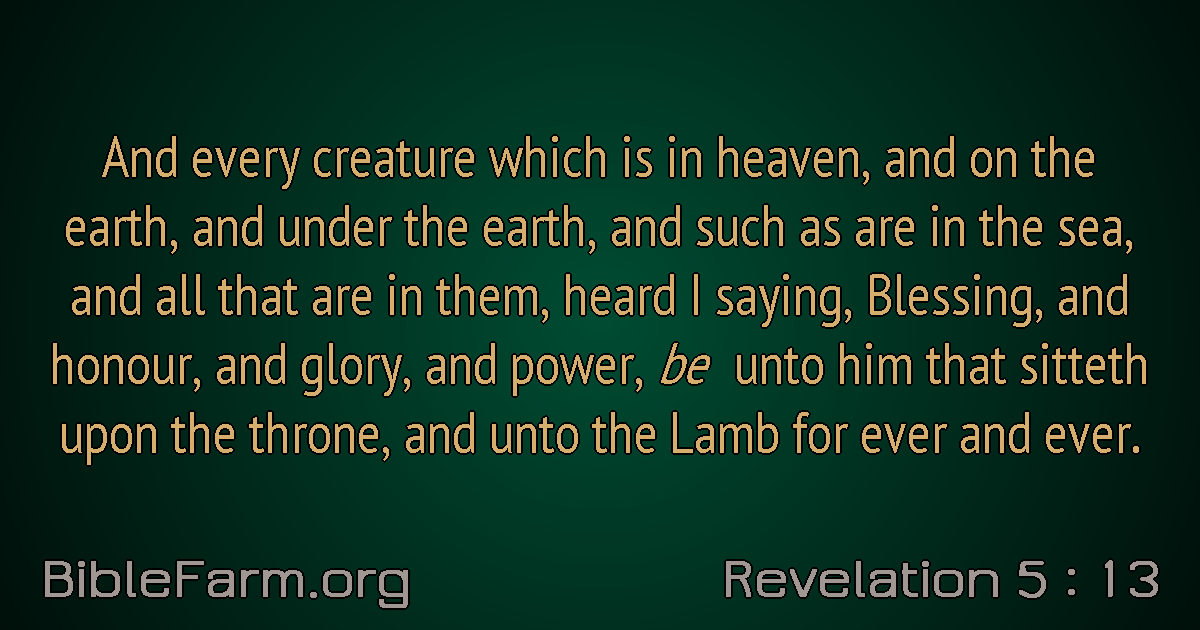 And every creature which is in heaven, and on the
earth, and under the earth, and such as are in the sea,
and all that are in them, heard I saying, Blessing, and
honour, and glory, and power, be unto him that sitteth
upon the throne, and unto the Lamb for ever and ever.
BibleFarm.org
Revelation 5 : 13